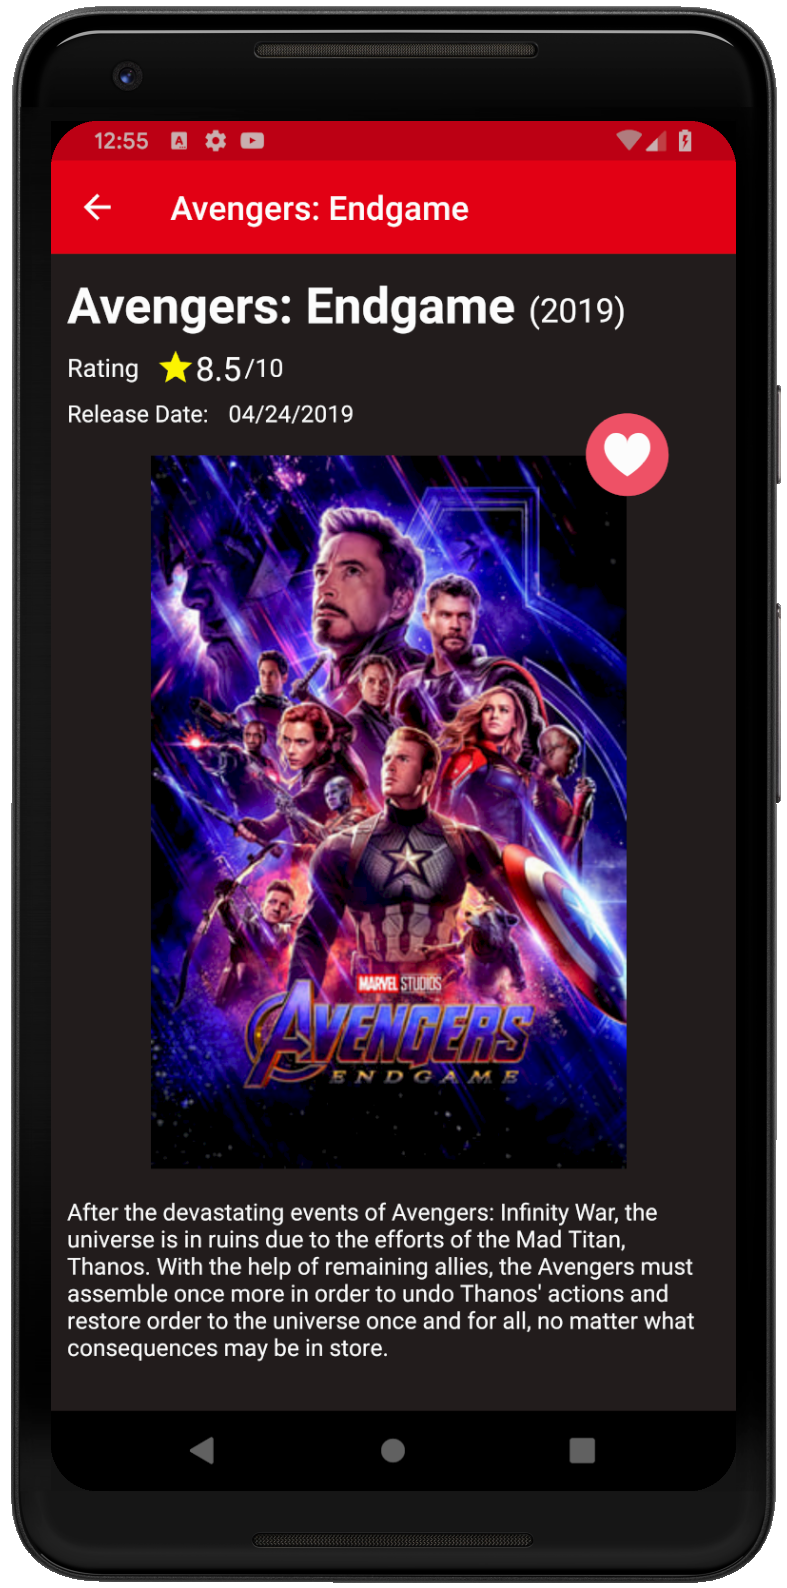 12:55
Avengers: Endgame
Avengers: Endgame (2019)
Rating 8.5/10
Release Date: 04/24/2019
MARVEL STUDIOS
AVENGERS
ENDGAME
After the devastating events of Avengers: Infinity War, the
universe is in ruins due to the efforts of the Mad Titan,
Thanos. With the help of remaining allies, the Avengers must
assemble once more in order to undo Thanos' actions and
restore order to the universe once and for all, no matter what
consequences may be in store.